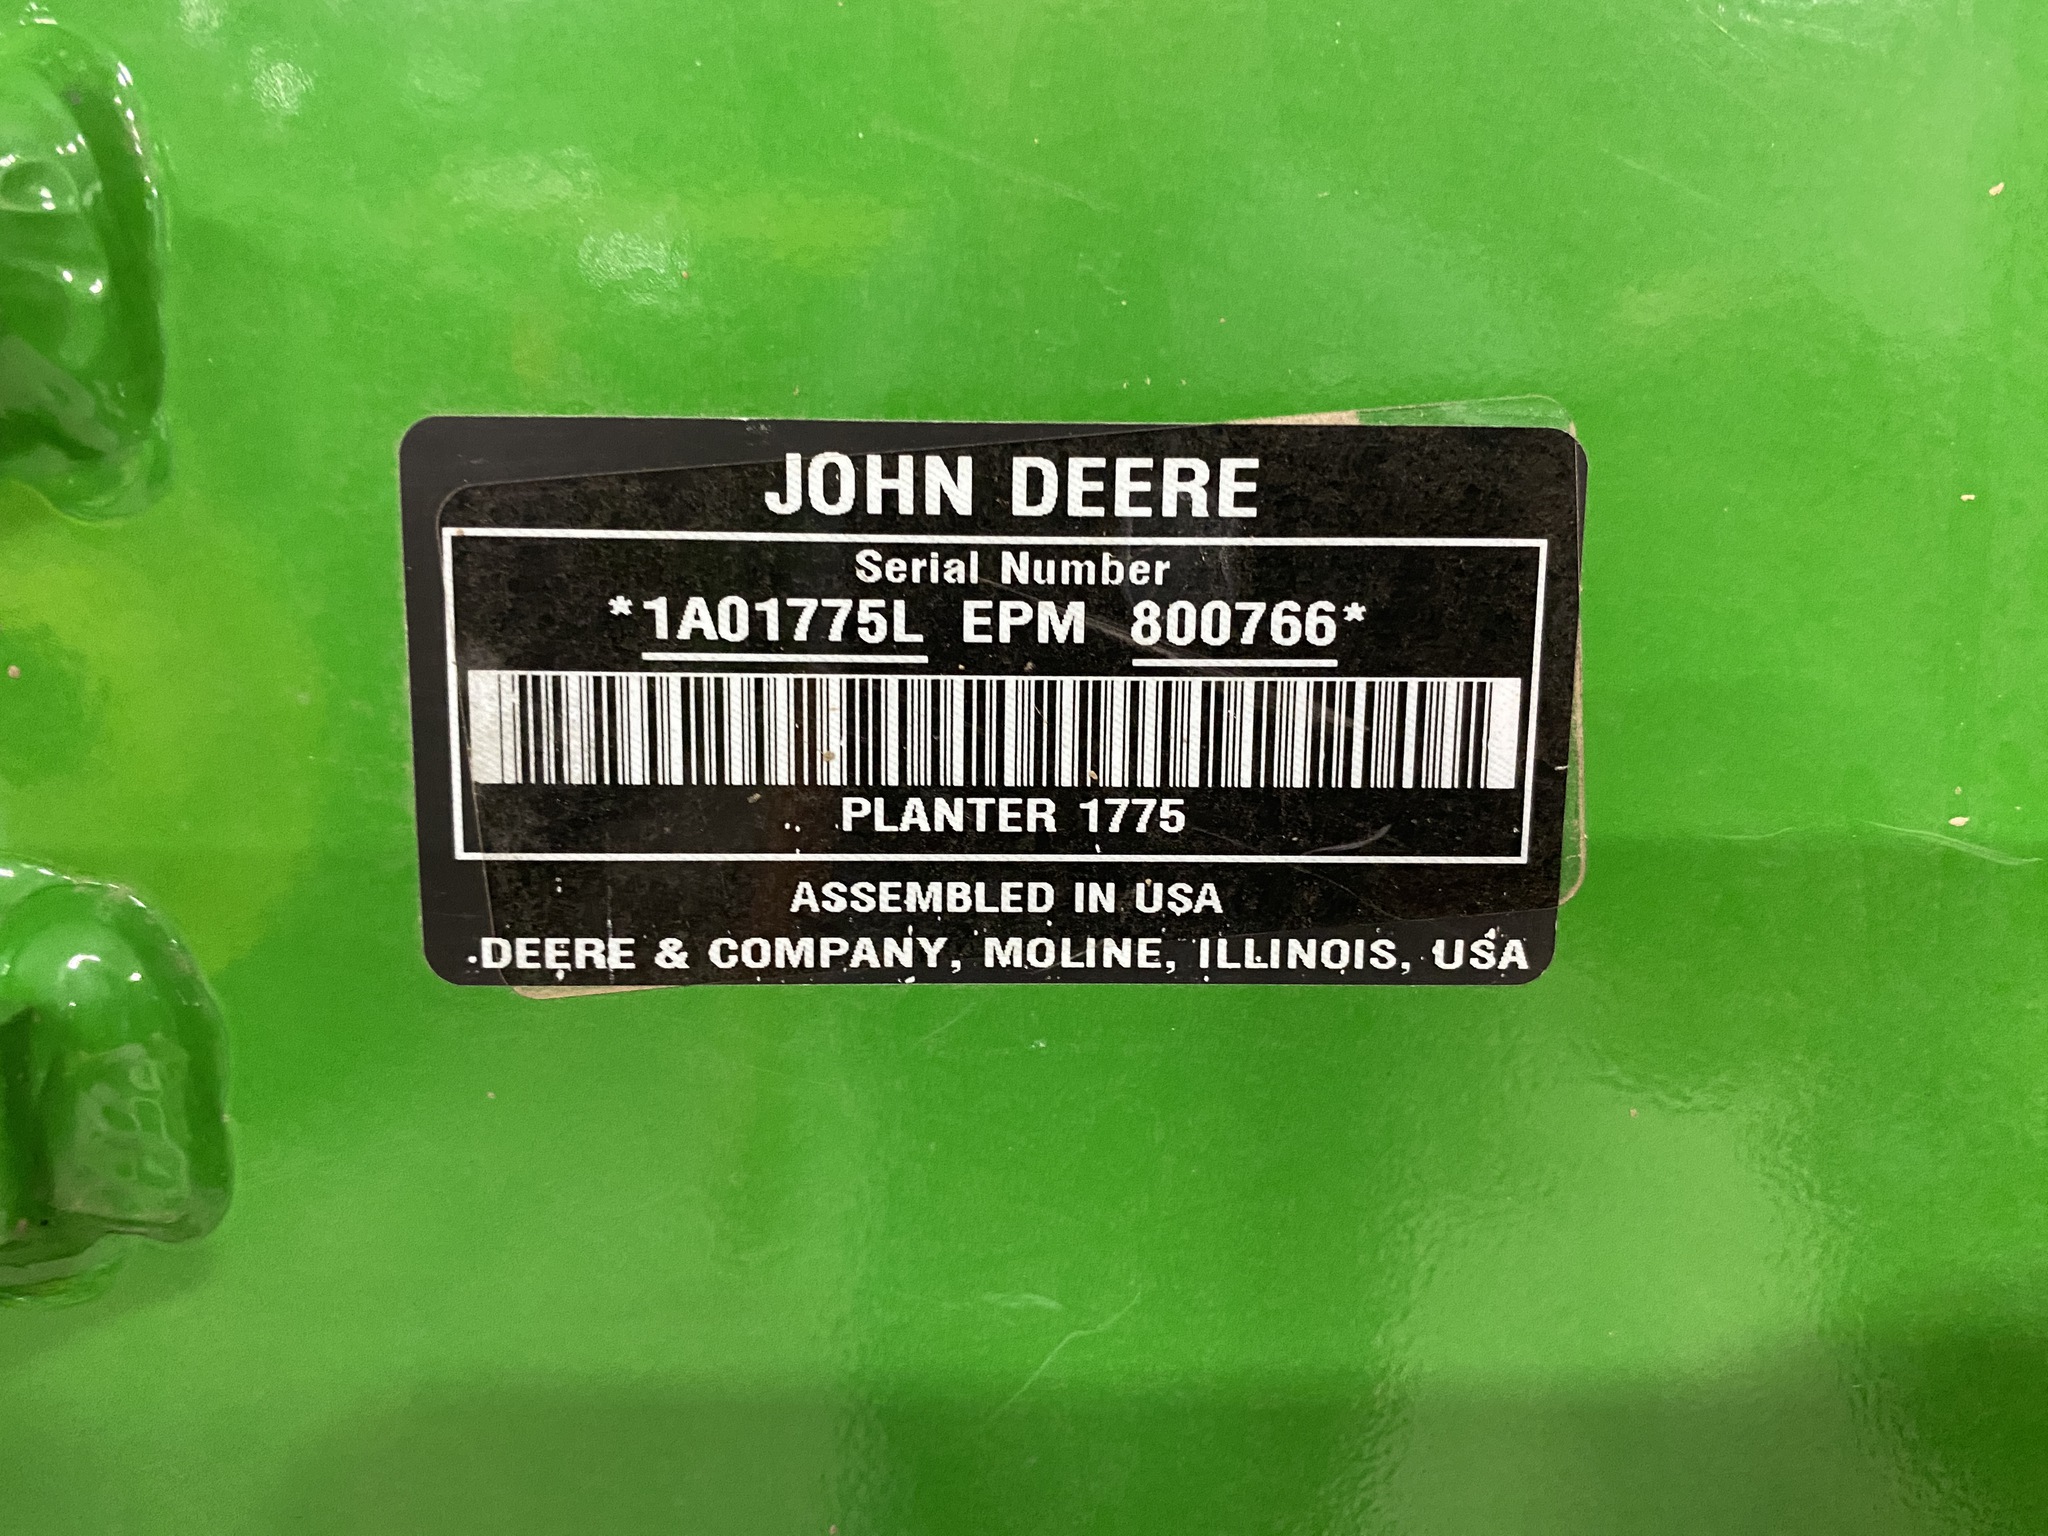 JOHN DEERE
Serial Number
*1A01775L EPM 800766*
PLANTER 1775
ASSEMBLED IN USA
DEERE & COMPANY, MOLINE, ILLINOIS, USA